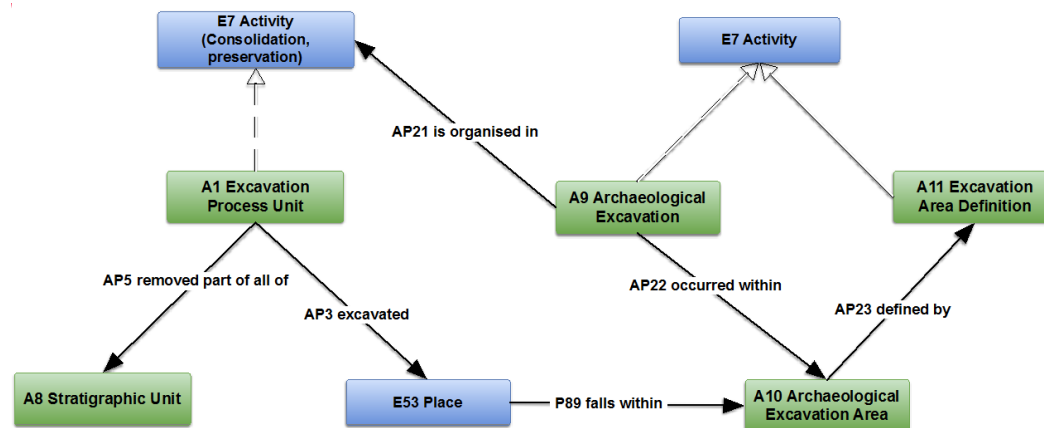 E7 Activity
(Consolidation,
preservation)
E7 Activity
AP21 is organised in
A1 Excavation
Process Unit
A9 Archaeological
Excavation
A11 Excavation
Area Definition
AP5 removed part of all of
AP3 excavated
AP22 occurred within
AP23 defined by
A8 Stratigraphic Unit
E53 Place
P89 falls within
A10 Archaeological
Excavation Area